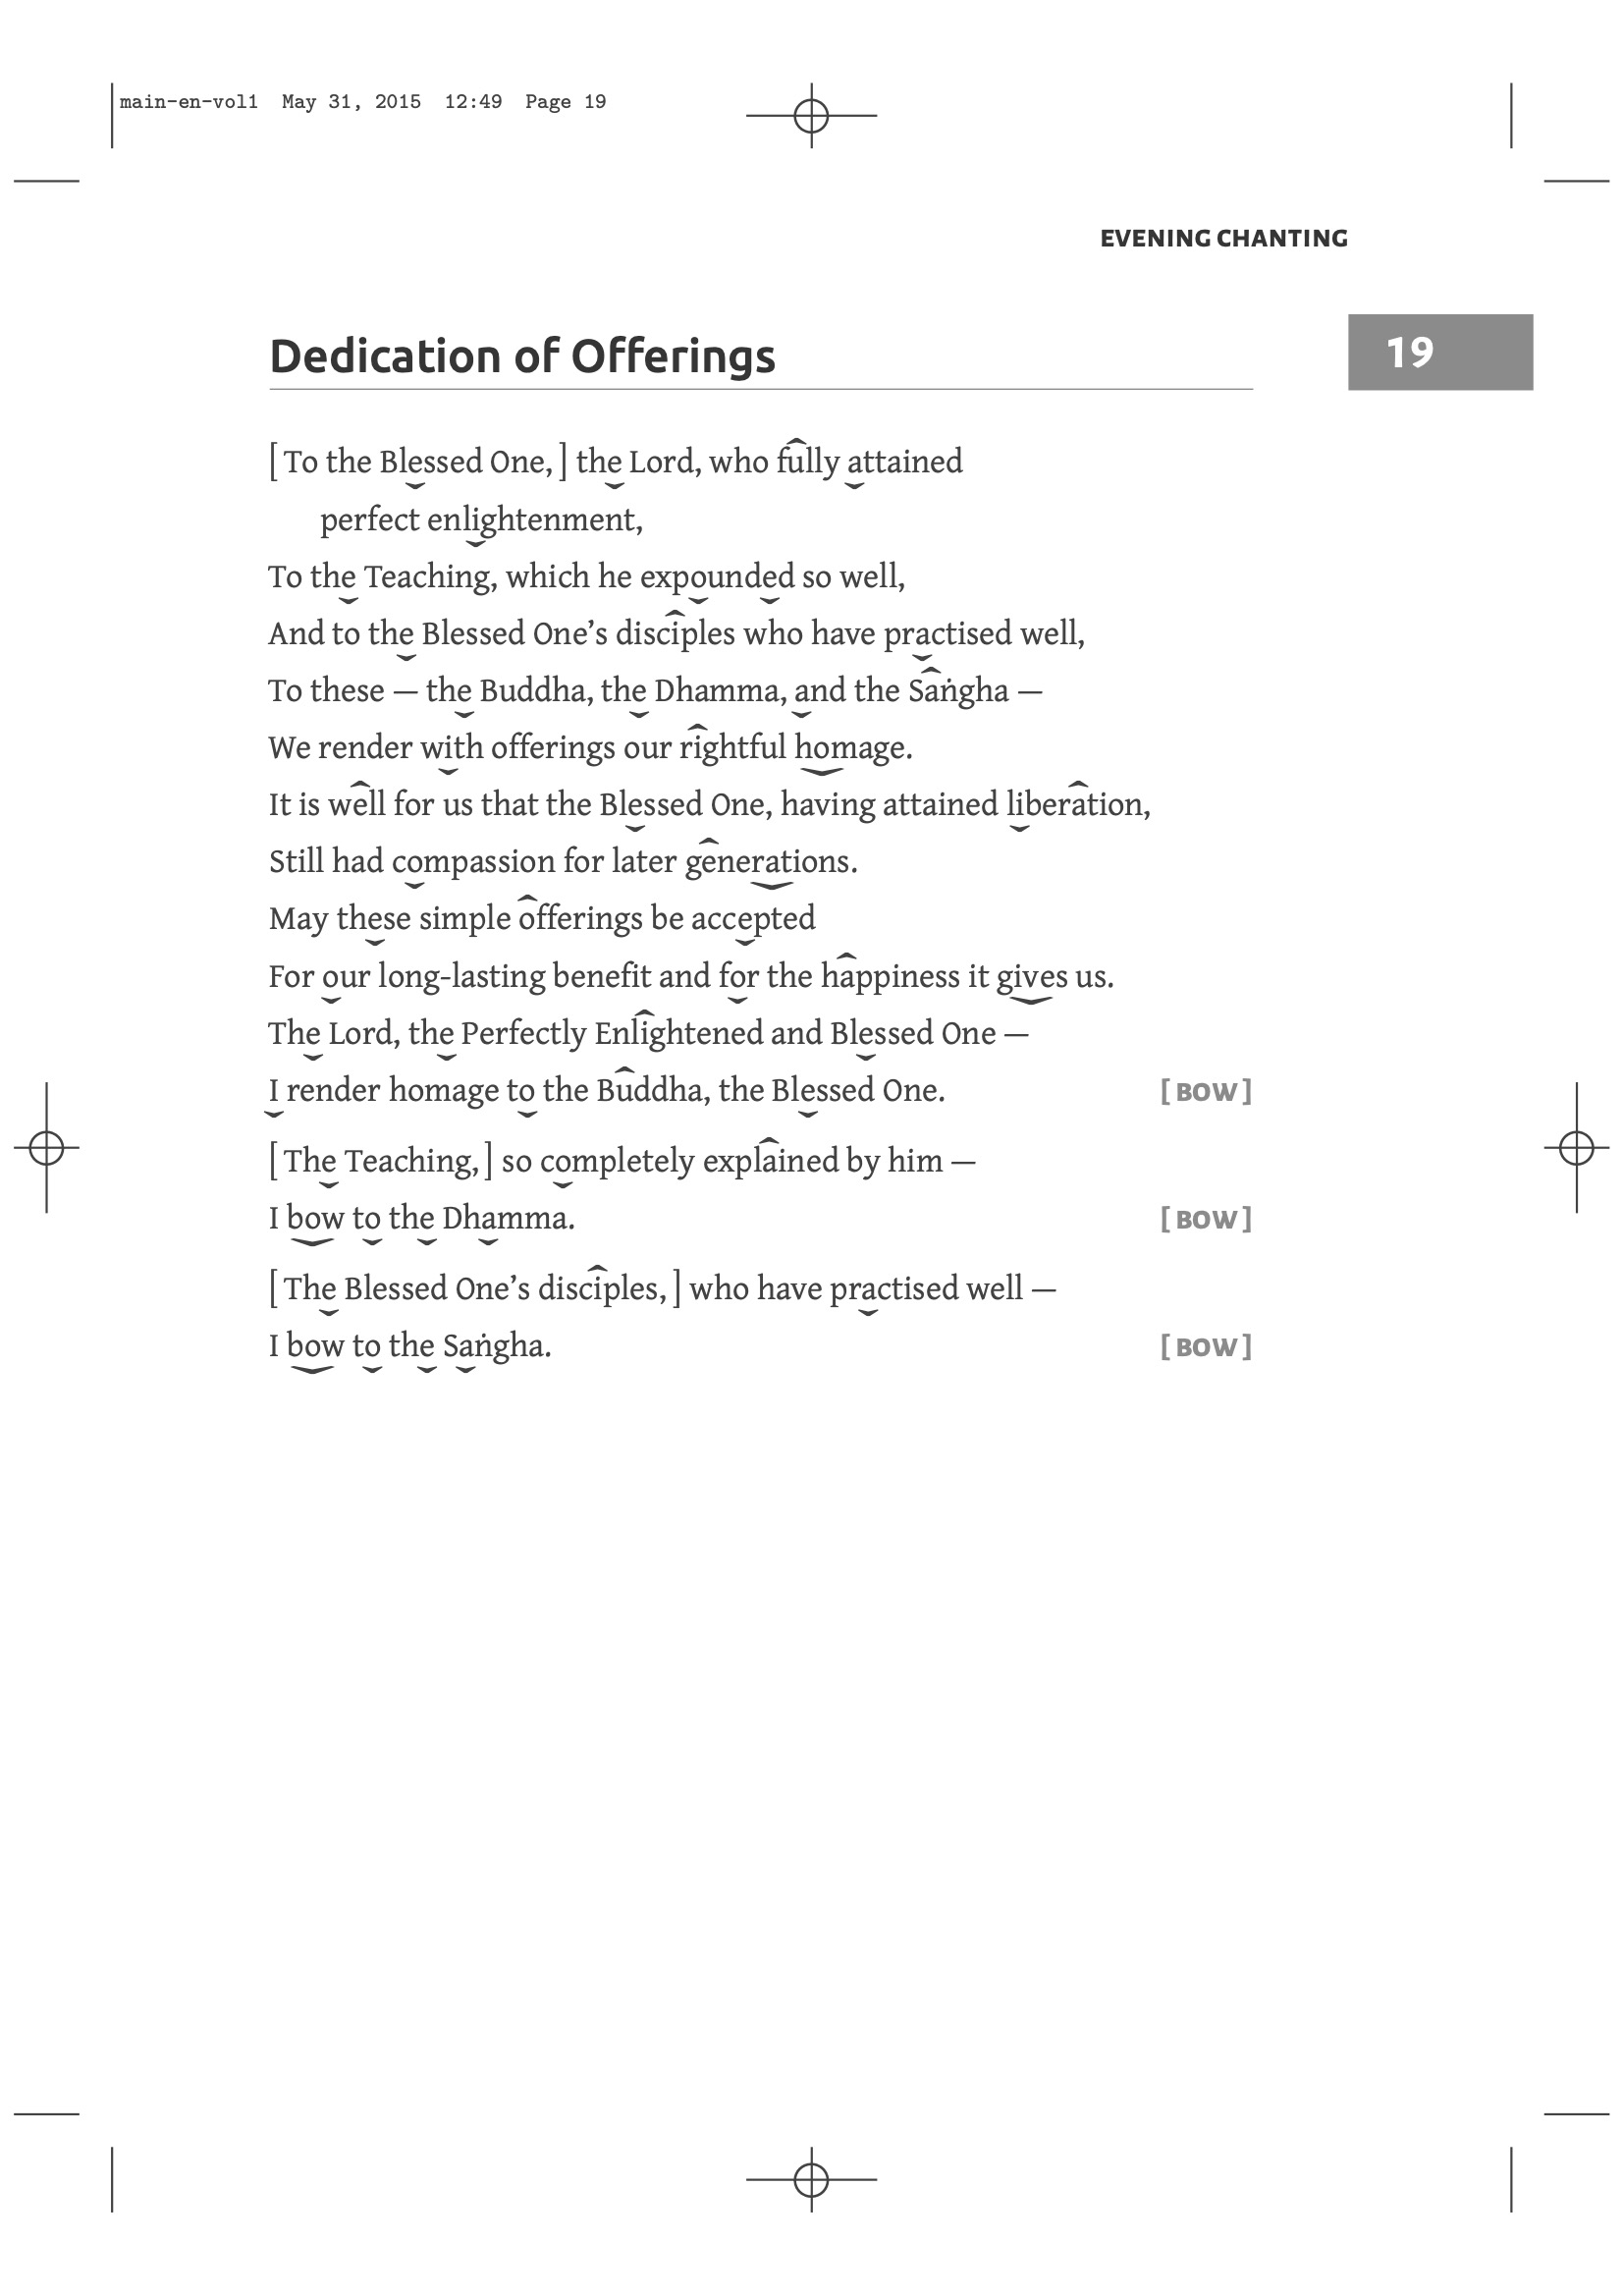 main-en-vol1 May 31, 2015 12:49 Page 19
EVENING CHANTING
Dedication of Offerings
19
[ To the Blessed One, ] the Lord, who fully attained
perfect enlightenment,
To the Teaching, which he expounded so well,
And to the Blessed One’s disciples who have practised well,
To these — the Buddha, the Dhamma, and the Saṅgha —
We render with offerings our rightful homage.
It is well for us that the Blessed One, having attained liberation,
Still had compassion for later generations.
May these simple offerings be accepted
For our long-lasting benefit and for the happiness it gives us.
The Lord, the Perfectly Enlightened and Blessed One —
I render homage to the Buddha, the Blessed One. [ BOW ]
[ The Teaching, ] so completely explained by him —
I bow to the Dhamma. [ BOW ]
[ The Blessed One’s disciples, ] who have practised well —
I bow to the Saṅgha. [ BOW ]